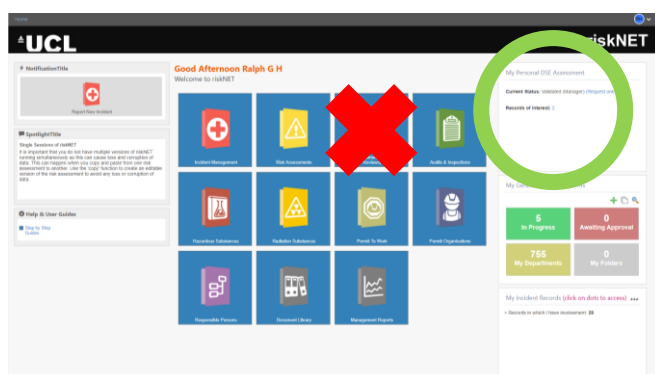 Home
UCL
riskNET
NotificationTitle
Report New Incident
SpotlightTitle
Single Sessions of riskNET
It is important that you do not have multiple versions of riskNET
running simultaneously as this can cause loss and corruption of
data. This can happen when you copy and paste from one risk
assessment to another. Use the 'copy' function to create an editable
version of the risk assessment to avoid any loss or corruption of
data.
Help & User Guides
Step by Step
Guides
Good Afternoon Ralph G H
Welcome to riskNET
Incident Management
Risk Assessments
Audits & Inspections
Hazardous Substances
Radiation Substances
Permit To Work
Permit Organisations
Responsible Persons
Document Library
Management Reports
My Personal DSE Assessment
Current Status: Validated (Manager) (Request
Records of Interest:
My
5
In Progress
0
Awaiting Approval
755
My Departments
0
My Folders
My Incident Records (click on dots to access)
Records in which I have involvement: 28